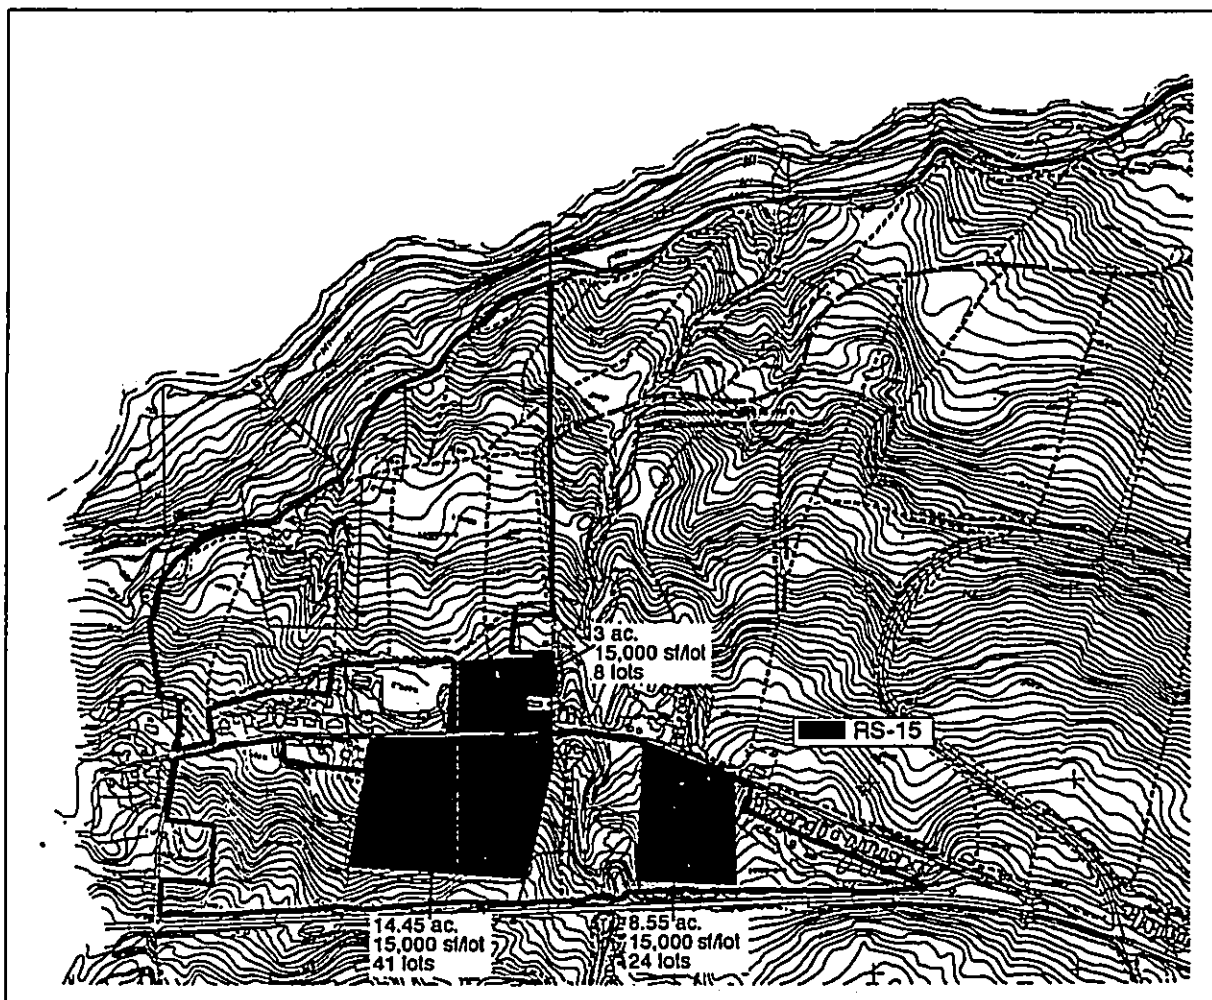 3 ac.
15,000 sf/lot
8 lots
RS-15
14.45 ac.
15,000 sf/lot
41 lots
8.55 ac.
15,000 sf/lot
24 lots